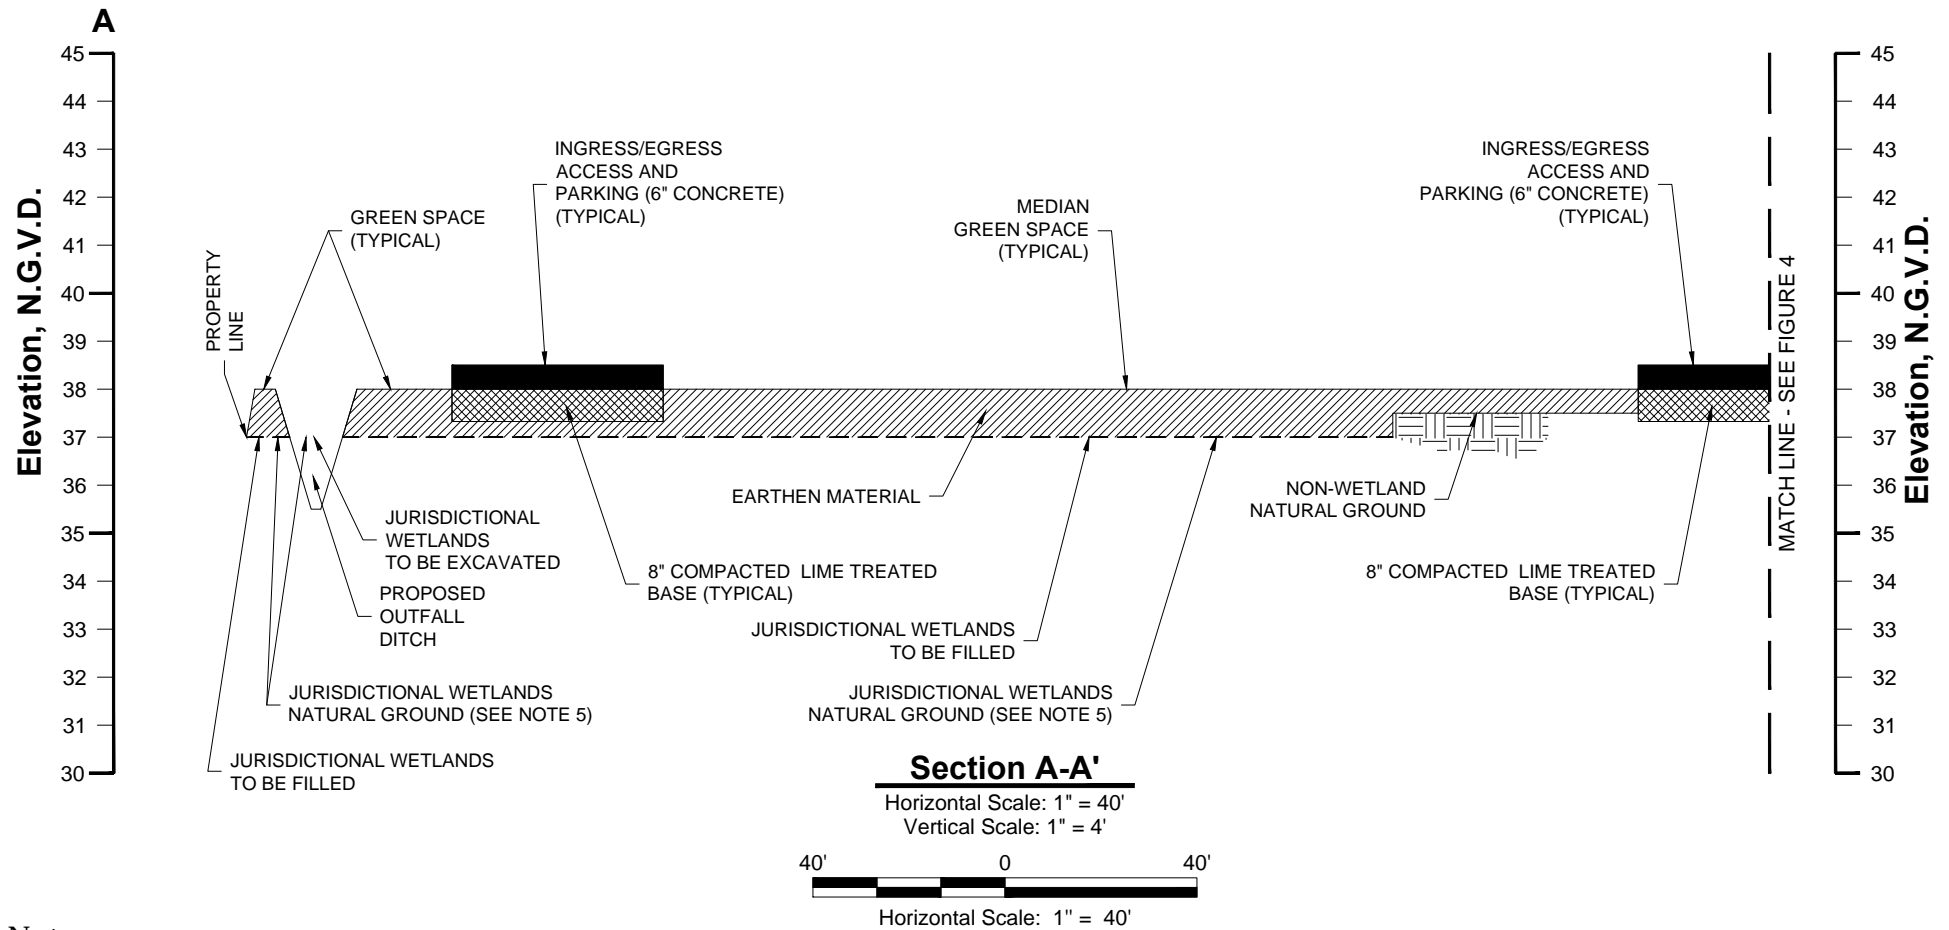 A
45
44
43
42
41
40
39
38
37
36
35
34
33
32
31
30
Elevation, N.G.V.D.
PROPERTY
LINE
GREEN SPACE
(TYPICAL)
INGRESS/EGRESS
ACCESS AND
PARKING (6" CONCRETE)
(TYPICAL)
MEDIAN
GREEN SPACE
(TYPICAL)
INGRESS/EGRESS
ACCESS AND
PARKING (6" CONCRETE)
(TYPICAL)
EARTHEN MATERIAL
NON-WETLAND
NATURAL GROUND
JURISDICTIONAL
WETLANDS
TO BE EXCAVATED
PROPOSED
OUTFALL
DITCH
8" COMPACTED LIME TREATED
BASE (TYPICAL)
8" COMPACTED LIME TREATED
BASE (TYPICAL)
JURISDICTIONAL WETLANDS
TO BE FILLED
JURISDICTIONAL WETLANDS
NATURAL GROUND (SEE NOTE 5)
JURISDICTIONAL WETLANDS
NATURAL GROUND (SEE NOTE 5)
JURISDICTIONAL WETLANDS
TO BE FILLED
MATCH LINE - SEE FIGURE 4
45
44
43
42
41
40
39
38
37
36
35
34
33
32
31
30
Elevation, N.G.V.D.
Section A-A'
Horizontal Scale: 1" = 40'
Vertical Scale: 1" = 4'
40' 0 40'
Horizontal Scale: 1" = 40'